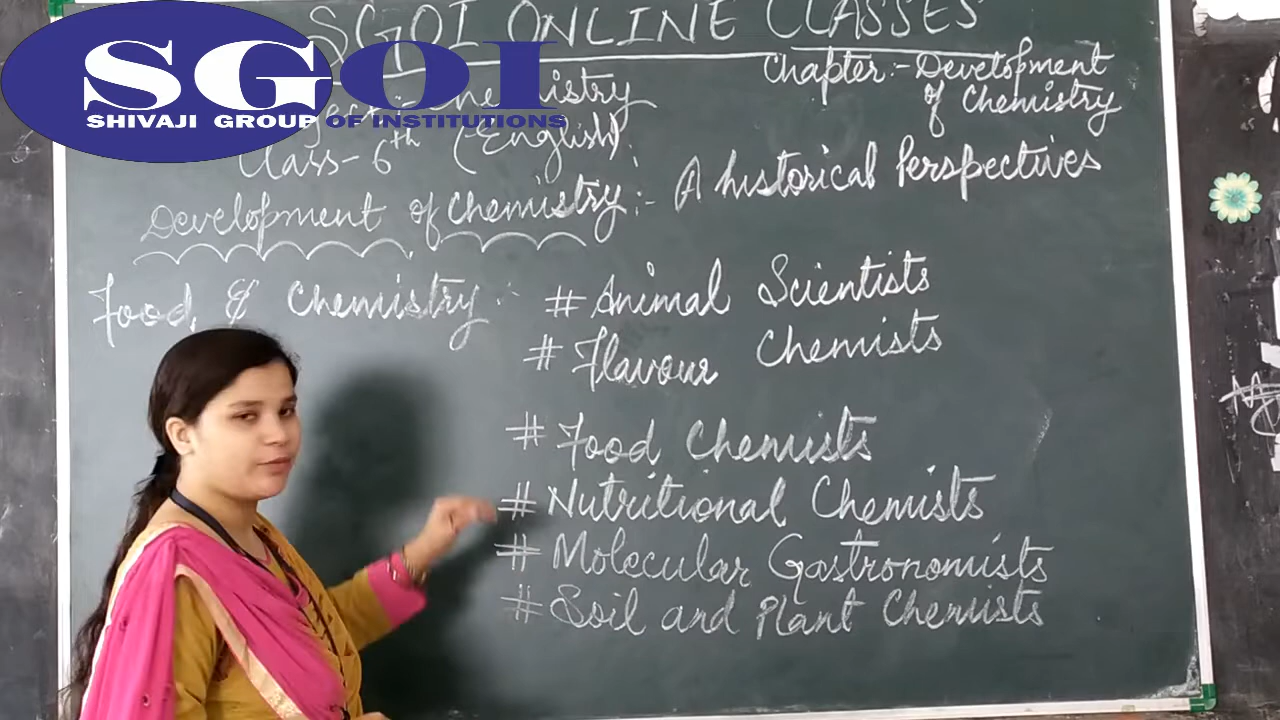 SGOI ONLINE CLASSES
SGOI
SHIVAJI GROUP OF INSTITUTIONS
Chapter:- Development
of Chemistry
Chemistry
Class- 6th (English)
Development of Chemistry:- A historical Perspectives
Food & Chemistry:-
# Animal Scientists
# Flavour Chemists
# Food Chemists
# Nutritional Chemists
# Molecular Gastronomists
# Soil and Plant Chemists